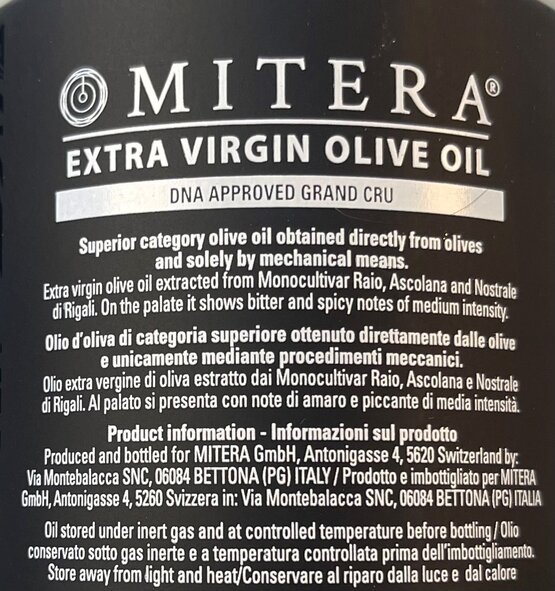 MITERA®
EXTRA VIRGIN OLIVE OIL
DNA APPROVED GRAND CRU
Superior category olive oil obtained directly from olives
and solely by mechanical means.
Extra virgin olive oil extracted from Monocultivar Raio, Ascolana and Nostrale
di Rigali. On the palate it shows bitter and spicy notes of medium intensity.
Olio d'oliva di categoria superiore ottenuto direttamente dalle olive
e unicamente mediante procedimenti meccanici.
Olio extra vergine di oliva estratto dai Monocultivar Raio, Ascolana e Nostrale
di Rigali. Al palato si presenta con note di amaro e piccante di media intensità.
Product information - Informazioni sul prodotto
Produced and bottled for MITERA GmbH, Antonigasse 4, 5620 Switzerland by:
Via Montebalacca SNC, 06084 BETTONA (PG) ITALY / Prodotto e imbottigliato per MITERA
GmbH, Antonigasse 4, 5260 Svizzera in: Via Montebalacca SNC, 06084 BETTONA (PG) ITALIA
Oil stored under inert gas and at controlled temperature before bottling / Olio
conservato sotto gas inerte e a temperatura controllata prima dell'imbottigliamento.
Store away from light and heat/Conservare al riparo dalla luce e dal calore